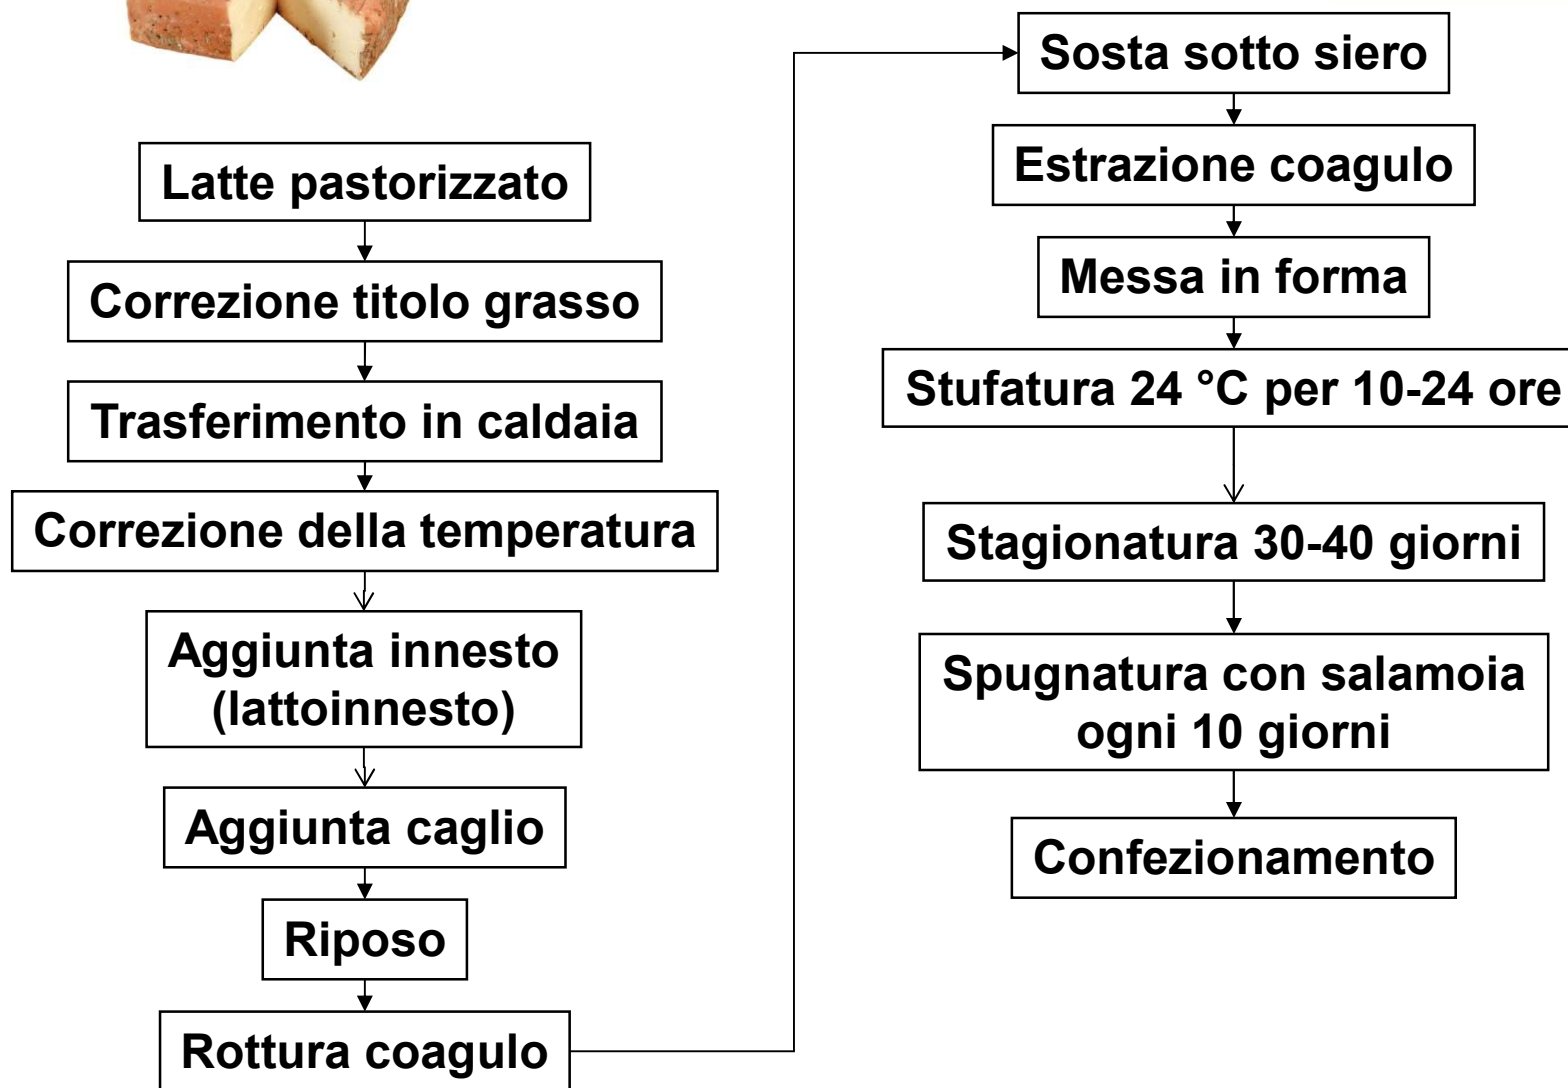 Latte pastorizzato
Correzione titolo grasso
Trasferimento in caldaia
Correzione della temperatura
Aggiunta innesto
(lattoinnesto)
Aggiunta caglio
Riposo
Rottura coagulo
Sosta sotto siero
Estrazione coagulo
Messa in forma
Stufatura 24 °C per 10-24 ore
Stagionatura 30-40 giorni
Spugnatura con salamoia
ogni 10 giorni
Confezionamento